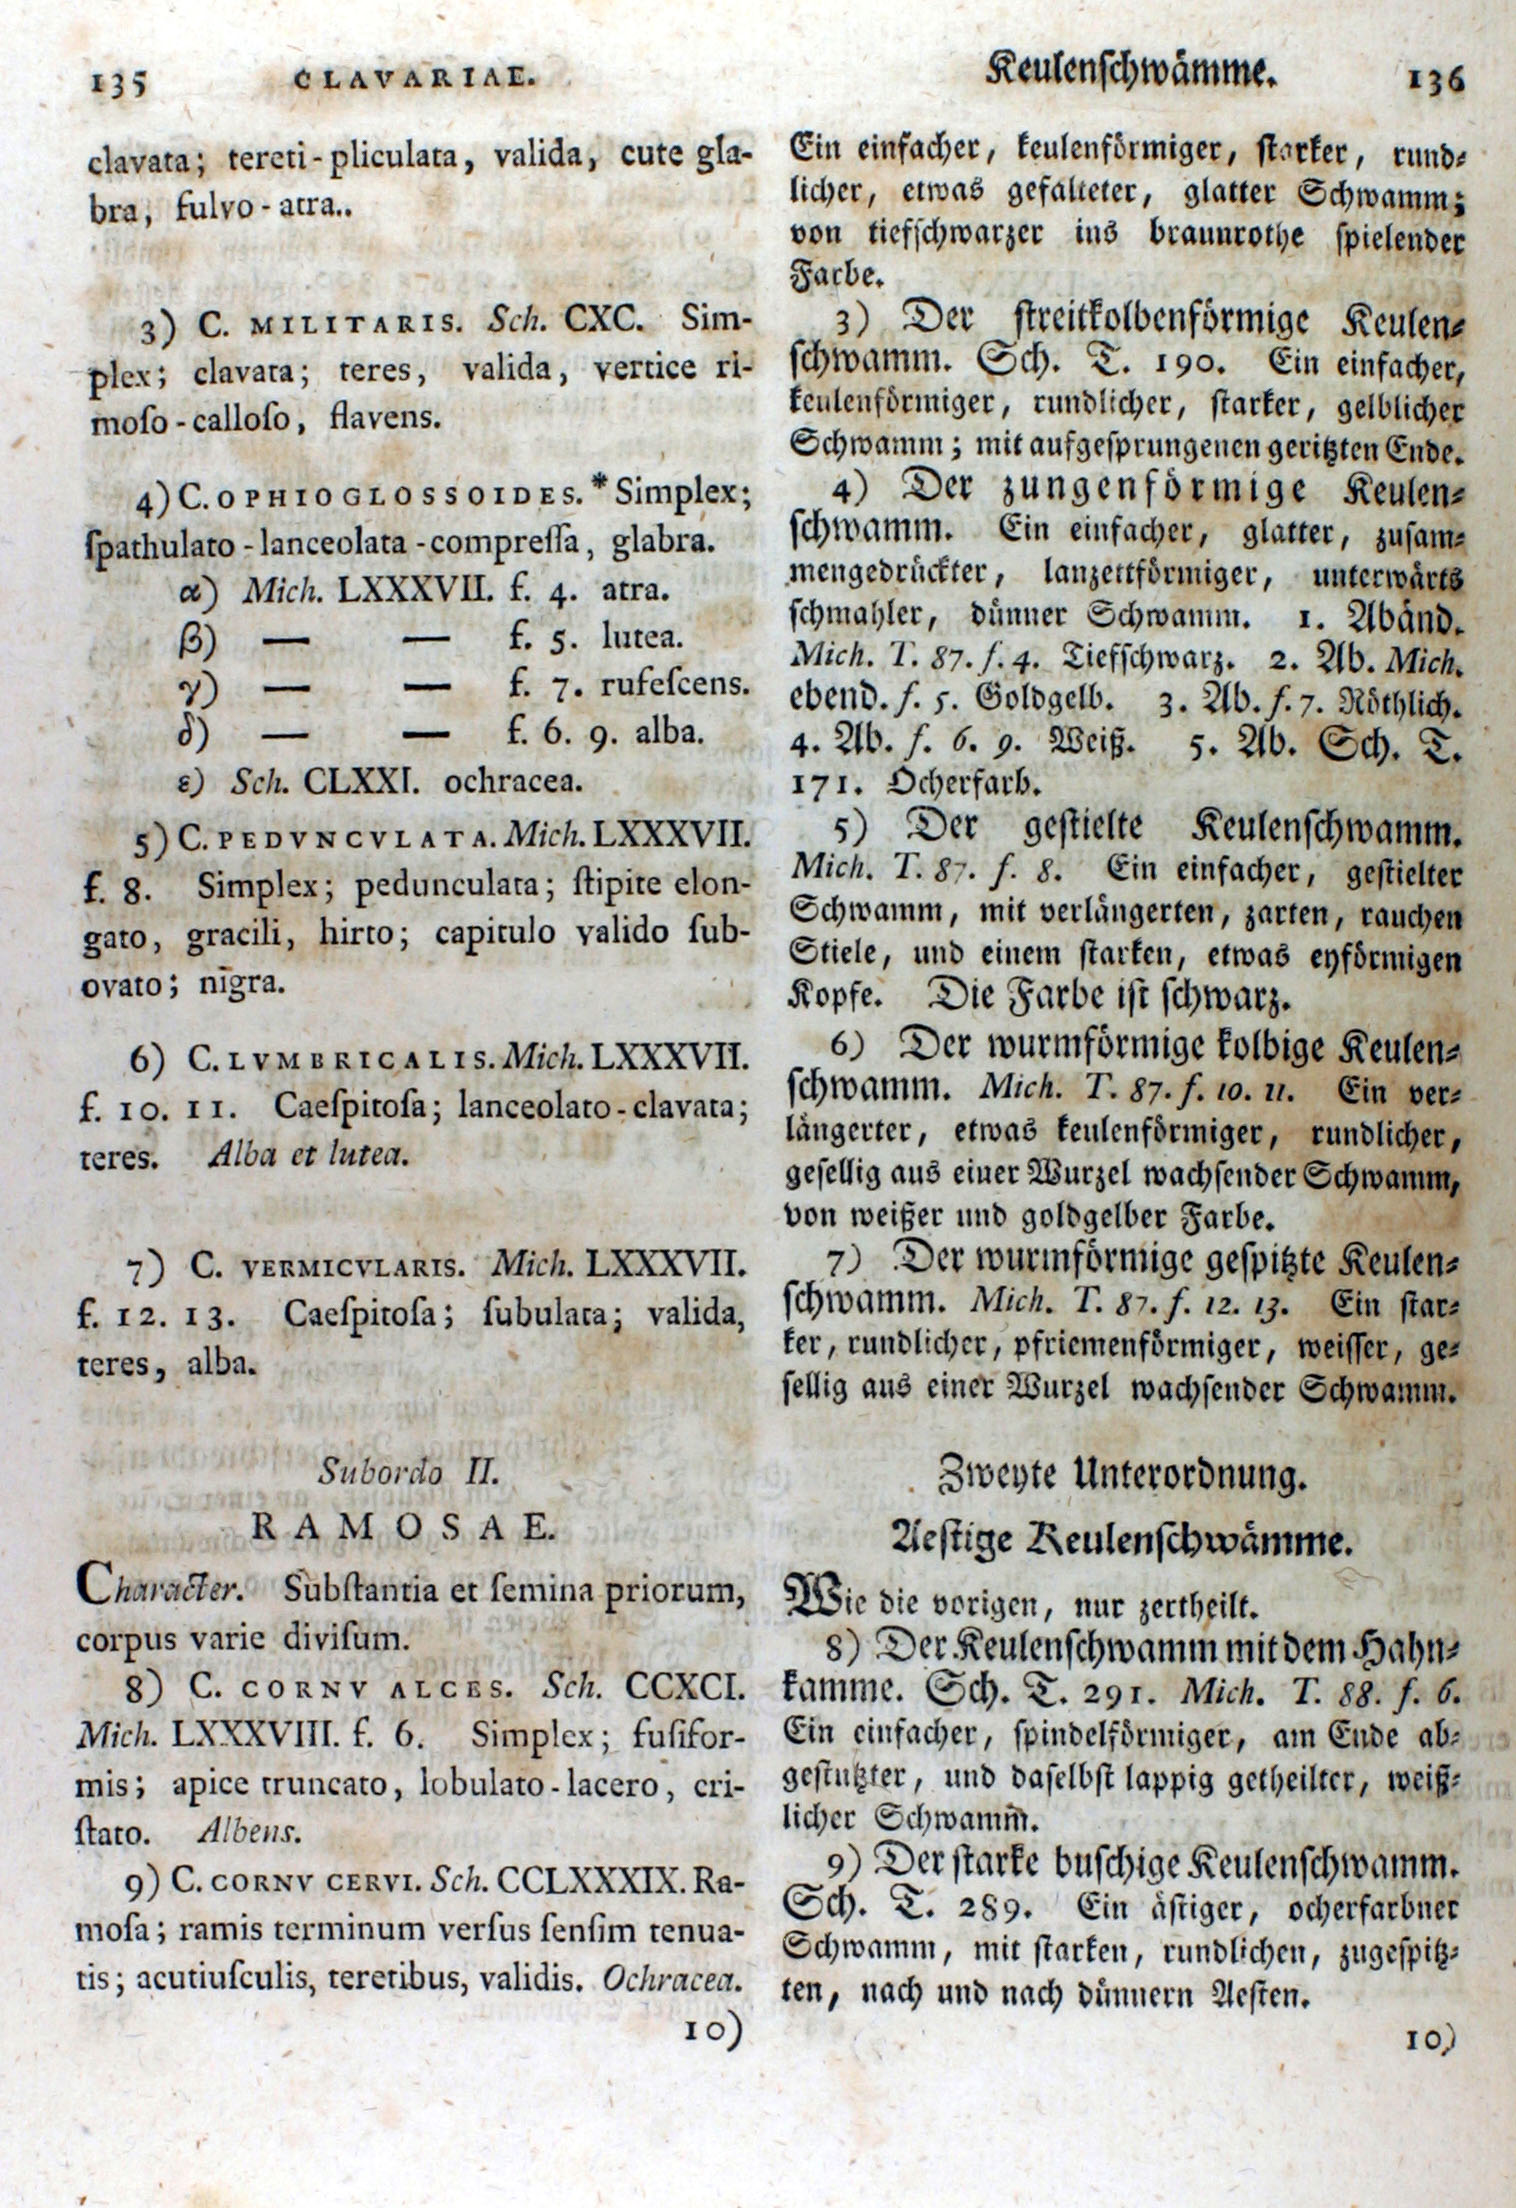 135 CLAVARIAE.
clavata; tereti-pliculata, valida, cute gla-
bra, fulvo-atra..
3) C. MILITARIS. Sch. CXC. Sim-
plex; clavata; teres, valida, vertice ri-
moſo-calloſo, flavens.
4) C. OPHIOGLOSSOIDES.* Simplex;
ſpathulato-lanceolata-compreſſa, glabra.
α) Mich. LXXXVII. f. 4. atra.
β) — — f. 5. lutea.
γ) — — f. 7. rufeſcens.
δ) — — f. 6. 9. alba.
ε) Sch. CLXXI. ochracea.
5) C. PEDVNCVLATA. Mich. LXXXVII.
f. 8. Simplex; pedunculata; ſtipite elon-
gato, gracili, hirto; capitulo valido ſub-
ovato; nigra.
6) C. LVMBRICALIS. Mich. LXXXVII.
f. 10. 11. Caeſpitoſa; lanceolato-clavata;
teres. Alba et lutea.
7) C. VERMICVLARIS. Mich. LXXXVII.
f. 12. 13. Caeſpitoſa; ſubulata; valida,
teres, alba.
Subordo II.
RAMOSAE.
Character. Subſtantia et ſemina priorum,
corpus varie diviſum.
8) C. CORNV ALCES. Sch. CCXCI.
Mich. LXXXVIII. f. 6. Simplex; fuſifor-
mis; apice truncato, lobulato-lacero, cri-
ſtato. Albens.
9) C. CORNV CERVI. Sch. CCLXXXIX. Ra-
moſa; ramis terminum verſus ſenſim tenua-
tis; acutiuſculis, teretibus, validis. Ochracea.
10)
Keulenſchwämme. 136
Ein einfacher, keulenförmiger, ſtarker, rund-
licher, etwas gefalteter, glatter Schwamm;
von tiefſchwarzer ins braunrothe ſpielender
Farbe.
3) Der ſtreitkolbenförmige Keulen-
ſchwamm. Sch. T. 190. Ein einfacher,
keulenförmiger, rundlicher, ſtarker, gelblicher
Schwamm; mit aufgeſprungenen geritzten Ende.
4) Der zungenförmige Keulen-
ſchwamm. Ein einfacher, glatter, zuſam-
mengedrückter, lanzettförmiger, unterwärts
ſchmahler, dünner Schwamm. 1. Abänd.
Mich. T. 87. f. 4. Tiefſchwarz. 2. Ab. Mich.
ebend. f. 5. Goldgelb. 3. Ab. f. 7. Röthlich.
4. Ab. f. 6. 9. Weiß. 5. Ab. Sch. T.
171. Ocherfarb.
5) Der geſtielte Keulenſchwamm.
Mich. T. 87. f. 8. Ein einfacher, geſtielter
Schwamm, mit verlängerten, zarten, rauchen
Stiele, und einem ſtarken, etwas eyförmigen
Kopfe. Die Farbe iſt ſchwarz.
6) Der wurmförmige kolbige Keulen-
ſchwamm. Mich. T. 87. f. 10. 11. Ein ver-
längerter, etwas keulenförmiger, rundlicher,
geſellig aus einer Wurzel wachſender Schwamm,
von weißer und goldgelber Farbe.
7) Der wurmförmige geſpitzte Keulen-
ſchwamm. Mich. T. 87. f. 12. 13. Ein ſtar-
ker, rundlicher, pfriemenförmiger, weiſſer, ge-
ſellig aus einer Wurzel wachſender Schwamm.
Zweyte Unterordnung.
Aeſtige Keulenſchwämme.
Wie die vorigen, nur zertheilt.
8) Der Keulenſchwamm mit dem Hahn-
kamme. Sch. T. 291. Mich. T. 88. f. 6.
Ein einfacher, ſpindelförmiger, am Ende ab-
geſtutzter, und daſelbſt lappig getheilter, weiß-
licher Schwamm.
9) Der ſtarke buſchige Keulenſchwamm.
Sch. T. 289. Ein äſtiger, ocherfarbner
Schwamm, mit ſtarken, rundlichen, zugeſpitz-
ten, nach und nach dünnern Aeſten.
10)